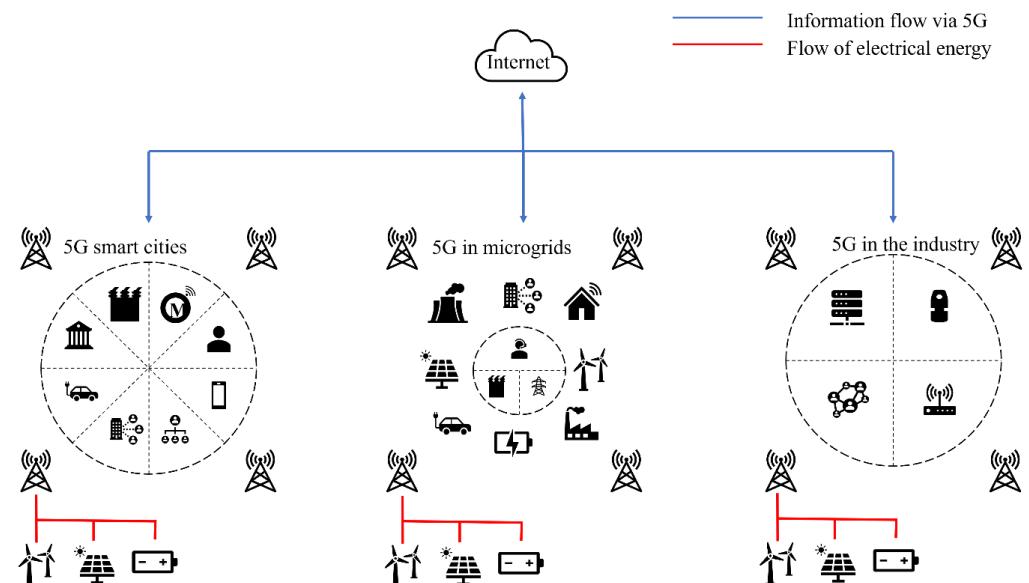 Information flow via 5G
Flow of electrical energy
Internet
5G smart cities
5G in microgrids
5G in the industry
M